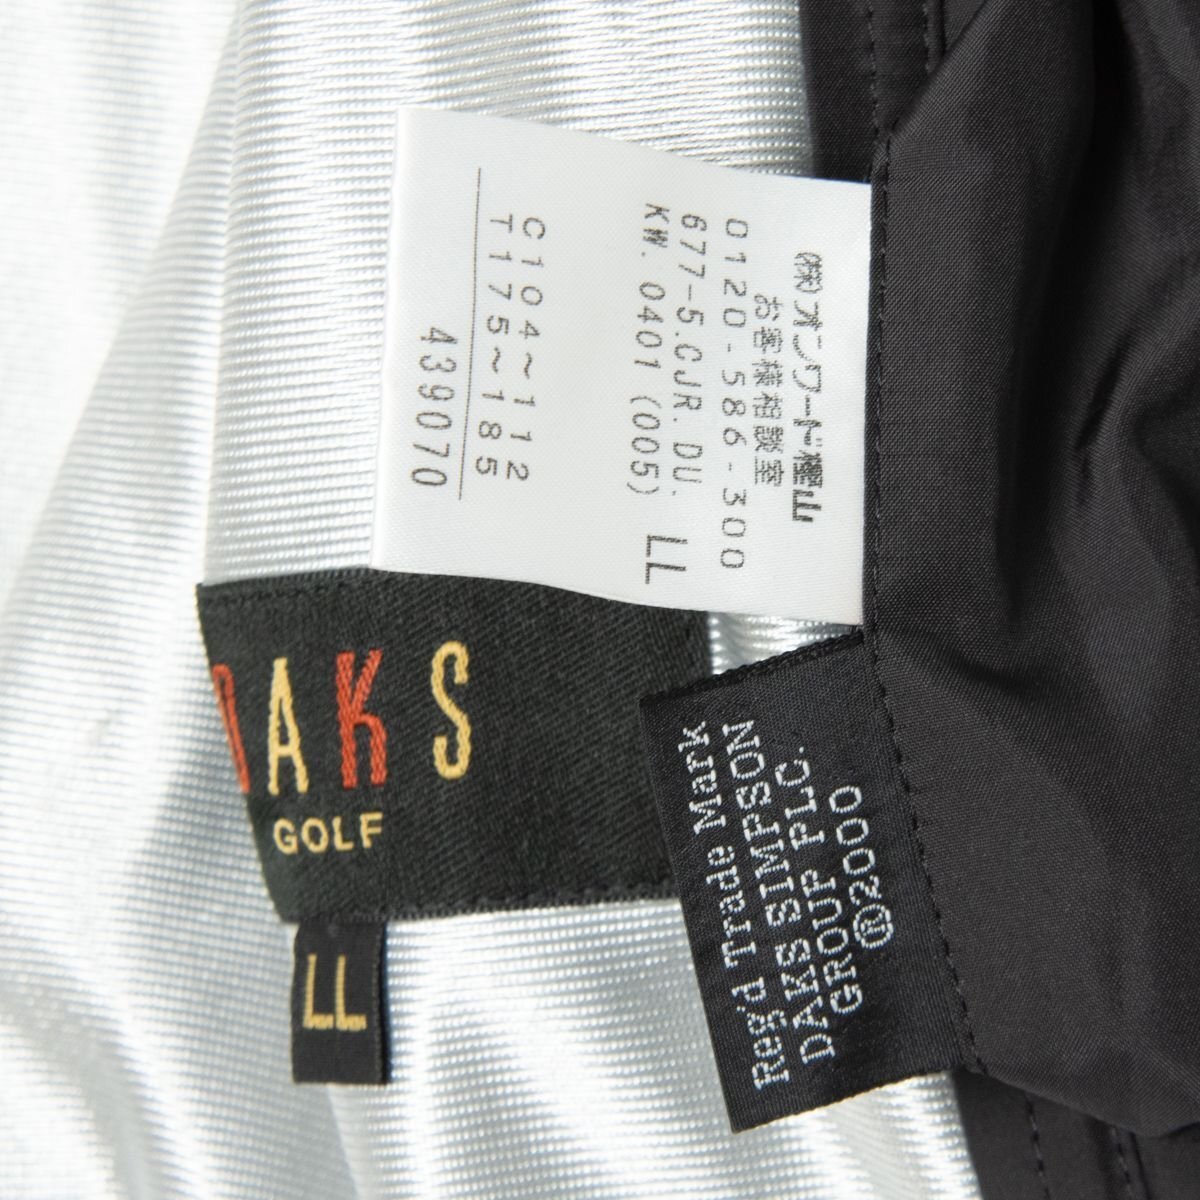 ㈱オンワード樫山
お客様相談室
0120-586-300
677-5.CJR.DU.
KW. 0401 (005) LL
C104～112
T175～185
439070
DAKS
GOLF
LL
Reg'd Trade Mark
DAKS SIMPSON
GROUP PLC.
®2000